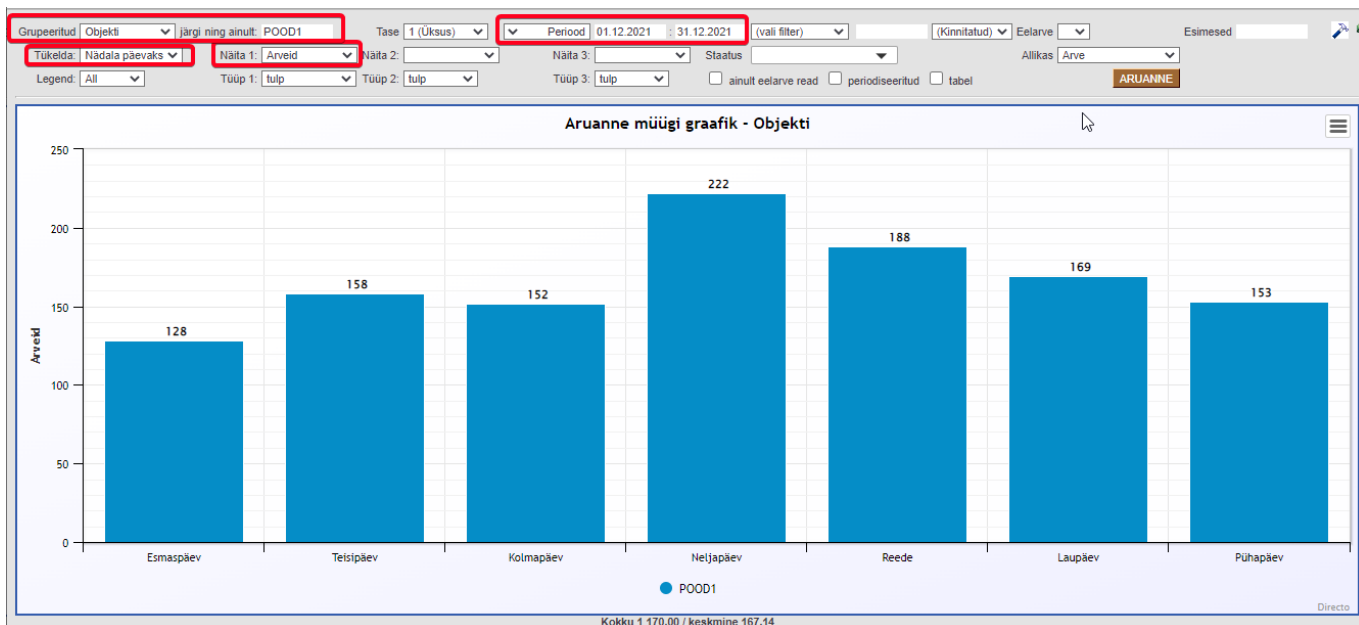 Grupeeritud Objekti järgi ning ainult: POOD1 Tase 1 (Üksus) Periood 01.12.2021 : 31.12.2021 (vali filter) (Kinnitatud) Eelarve Esimesed
Tükelda: Nädala päevaks Näita 1: Arveid Näita 2: Näita 3: Staatus Allikas Arve
Legend: All Tüüp 1: tulp Tüüp 2: tulp Tüüp 3: tulp ainult eelarve read periodiseeritud tabel ARUANNE
Aruanne müügi graafik - Objekti
250
222
200
188
169
158
152
153
150
128
Arveid
100
50
0
Esmaspäev Teisipäev Kolmapäev Neljapäev Reede Laupäev Pühapäev
POOD1
Directo
Kokku 1 170.00 / keskmine 167.14